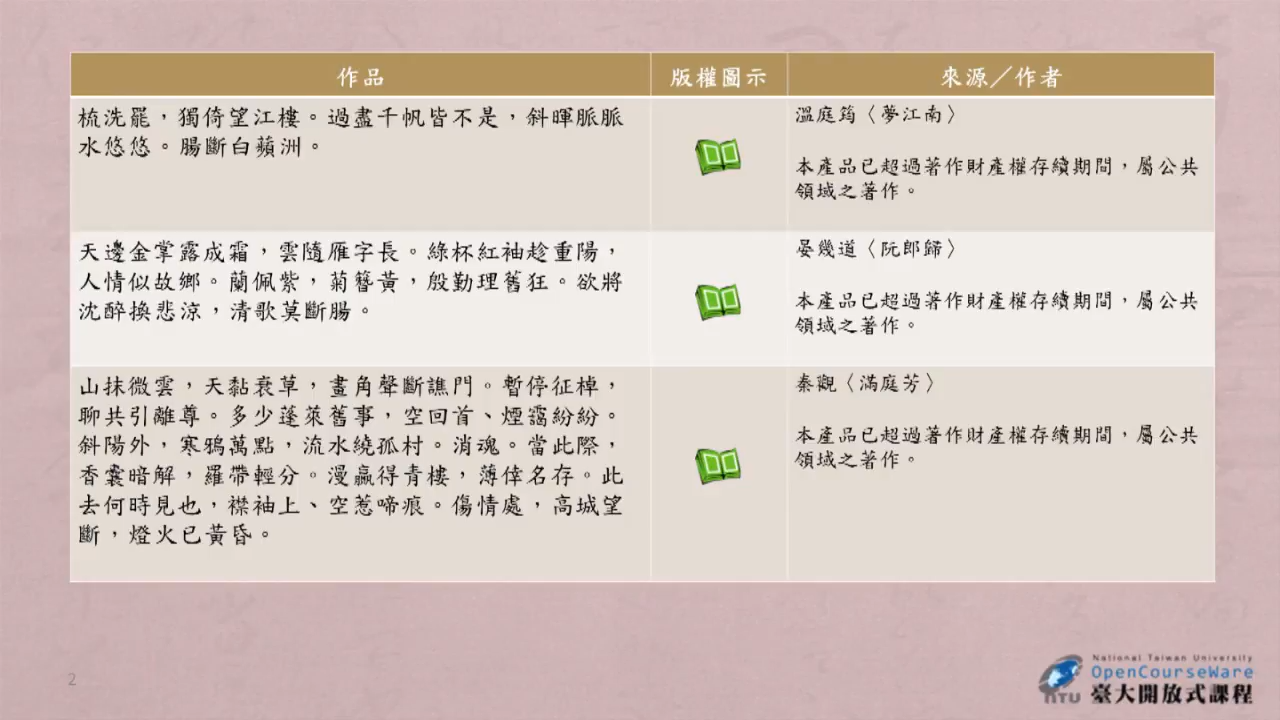 作品
版權圖示
來源／作者
梳洗罷，獨倚望江樓。過盡千帆皆不是，斜暉脈脈
水悠悠。腸斷白蘋洲。
溫庭筠〈夢江南〉
本產品已超過著作財產權存續期間，屬公共
領域之著作。
天邊金掌露成霜，雲隨雁字長。綠杯紅袖趁重陽，
人情似故鄉。蘭佩紫，菊簪黃，殷勤理舊狂。欲將
沈醉換悲涼，清歌莫斷腸。
晏幾道〈阮郎歸〉
本產品已超過著作財產權存續期間，屬公共
領域之著作。
山抹微雲，天黏衰草，畫角聲斷譙門。暫停征棹，
聊共引離尊。多少蓬萊舊事，空回首、煙靄紛紛。
斜陽外，寒鴉萬點，流水繞孤村。消魂。當此際，
香囊暗解，羅帶輕分。漫贏得青樓，薄倖名存。此
去何時見也，襟袖上、空惹啼痕。傷情處，高城望
斷，燈火已黃昏。
秦觀〈滿庭芳〉
本產品已超過著作財產權存續期間，屬公共
領域之著作。
2
National Taiwan University
OpenCourseWare
NTU
臺大開放式課程